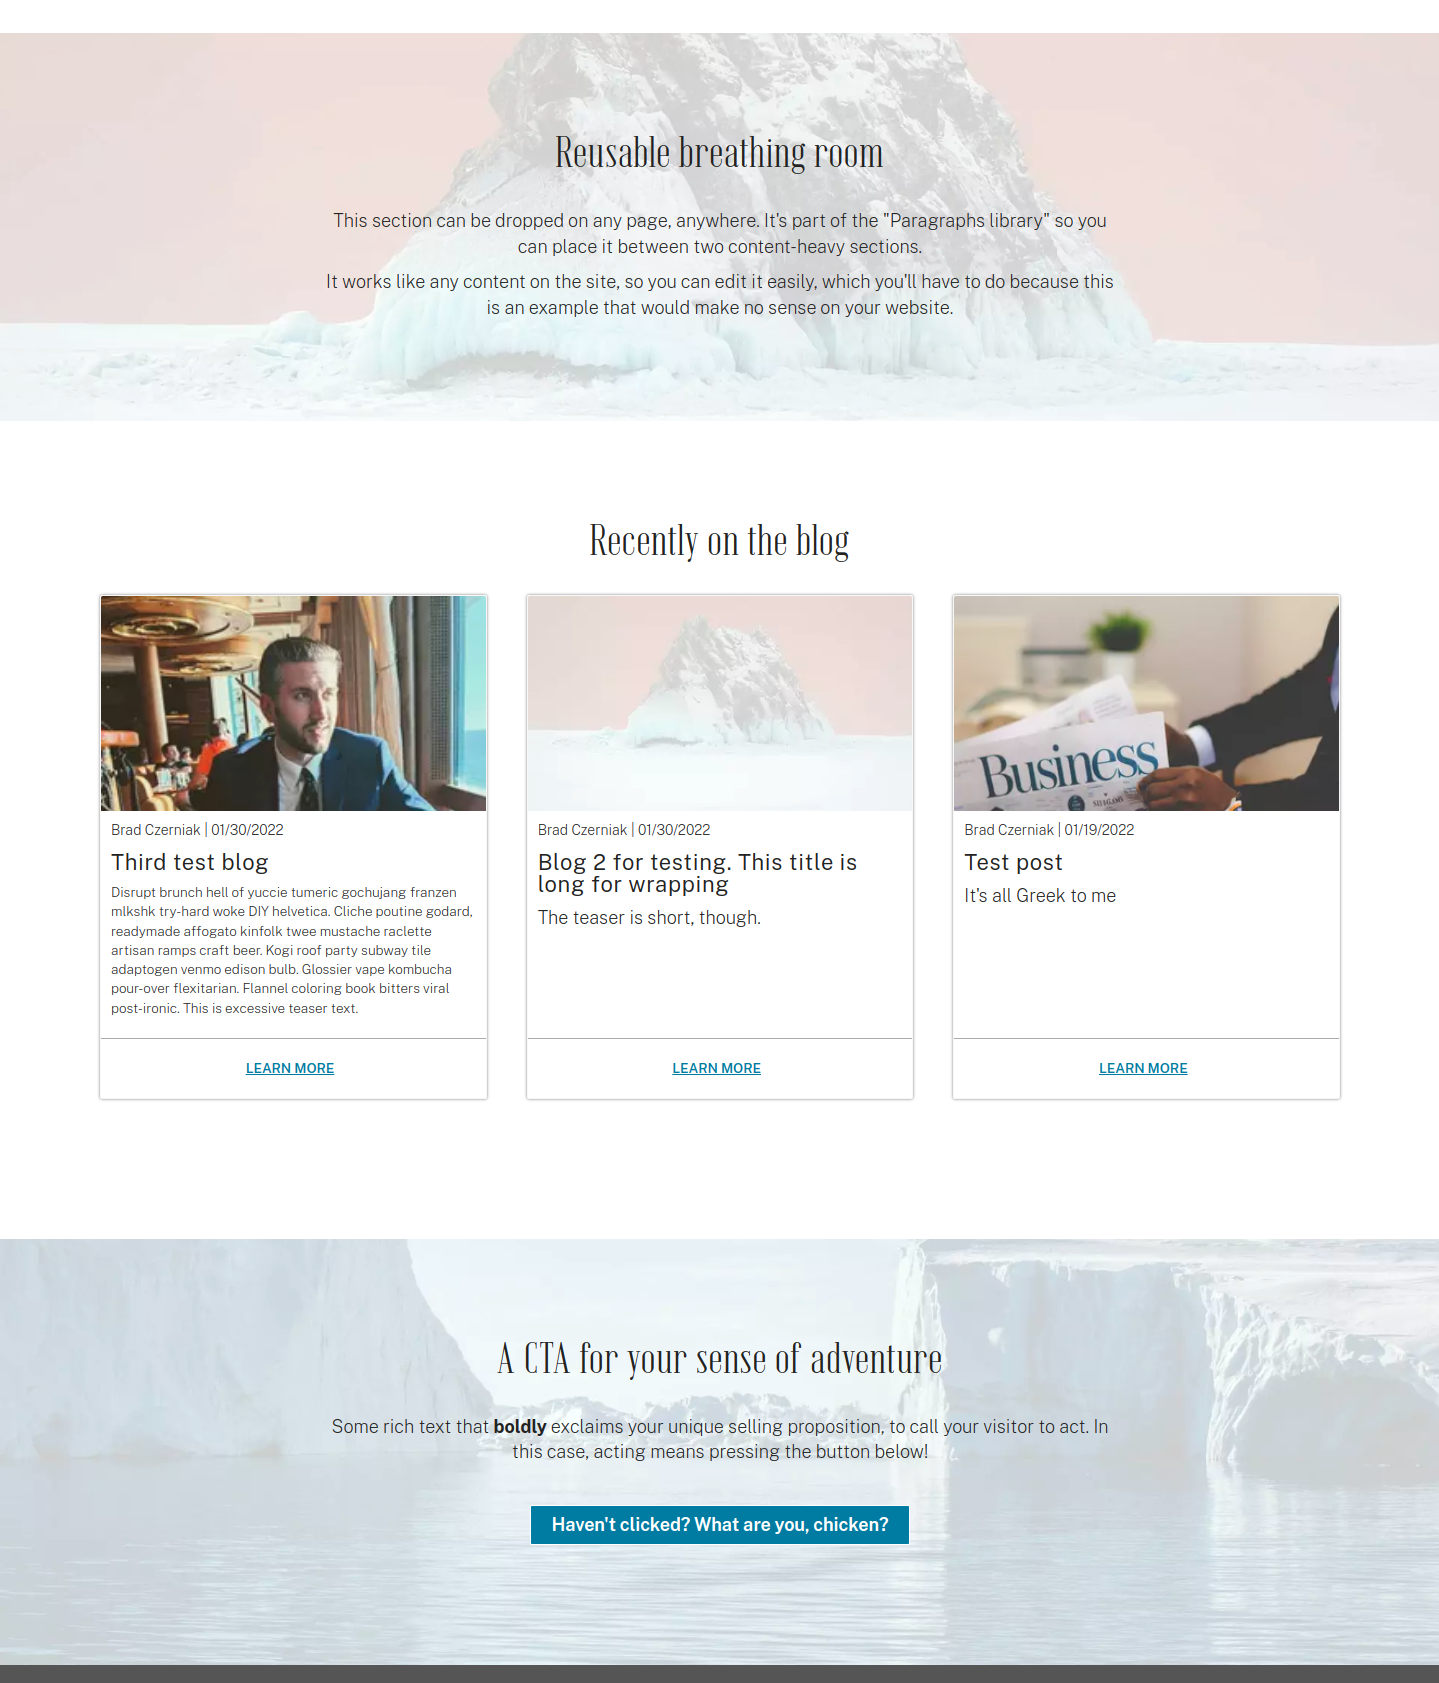 Reusable breathing room
This section can be dropped on any page, anywhere. It's part of the "Paragraphs library" so you
can place it between two content-heavy sections.
It works like any content on the site, so you can edit it easily, which you'll have to do because this
is an example that would make no sense on your website.
Recently on the blog
Business
Brad Czerniak | 01/30/2022
Third test blog
Disrupt brunch hell of yuccie tumeric gochujang franzen
mlkshk try-hard woke DIY helvetica. Cliche poutine godard,
readymade affogato kinfolk twee mustache raclette
artisan ramps craft beer. Kogi roof party subway tile
adaptogen venmo edison bulb. Glossier vape kombucha
pour-over flexitarian. Flannel coloring book bitters viral
post-ironic. This is excessive teaser text.
LEARN MORE
Brad Czerniak | 01/30/2022
Blog 2 for testing. This title is
long for wrapping
The teaser is short, though.
LEARN MORE
Brad Czerniak | 01/19/2022
Test post
It's all Greek to me
LEARN MORE
A CTA for your sense of adventure
Some rich text that boldly exclaims your unique selling proposition, to call your visitor to act. In
this case, acting means pressing the button below!
Haven't clicked? What are you, chicken?